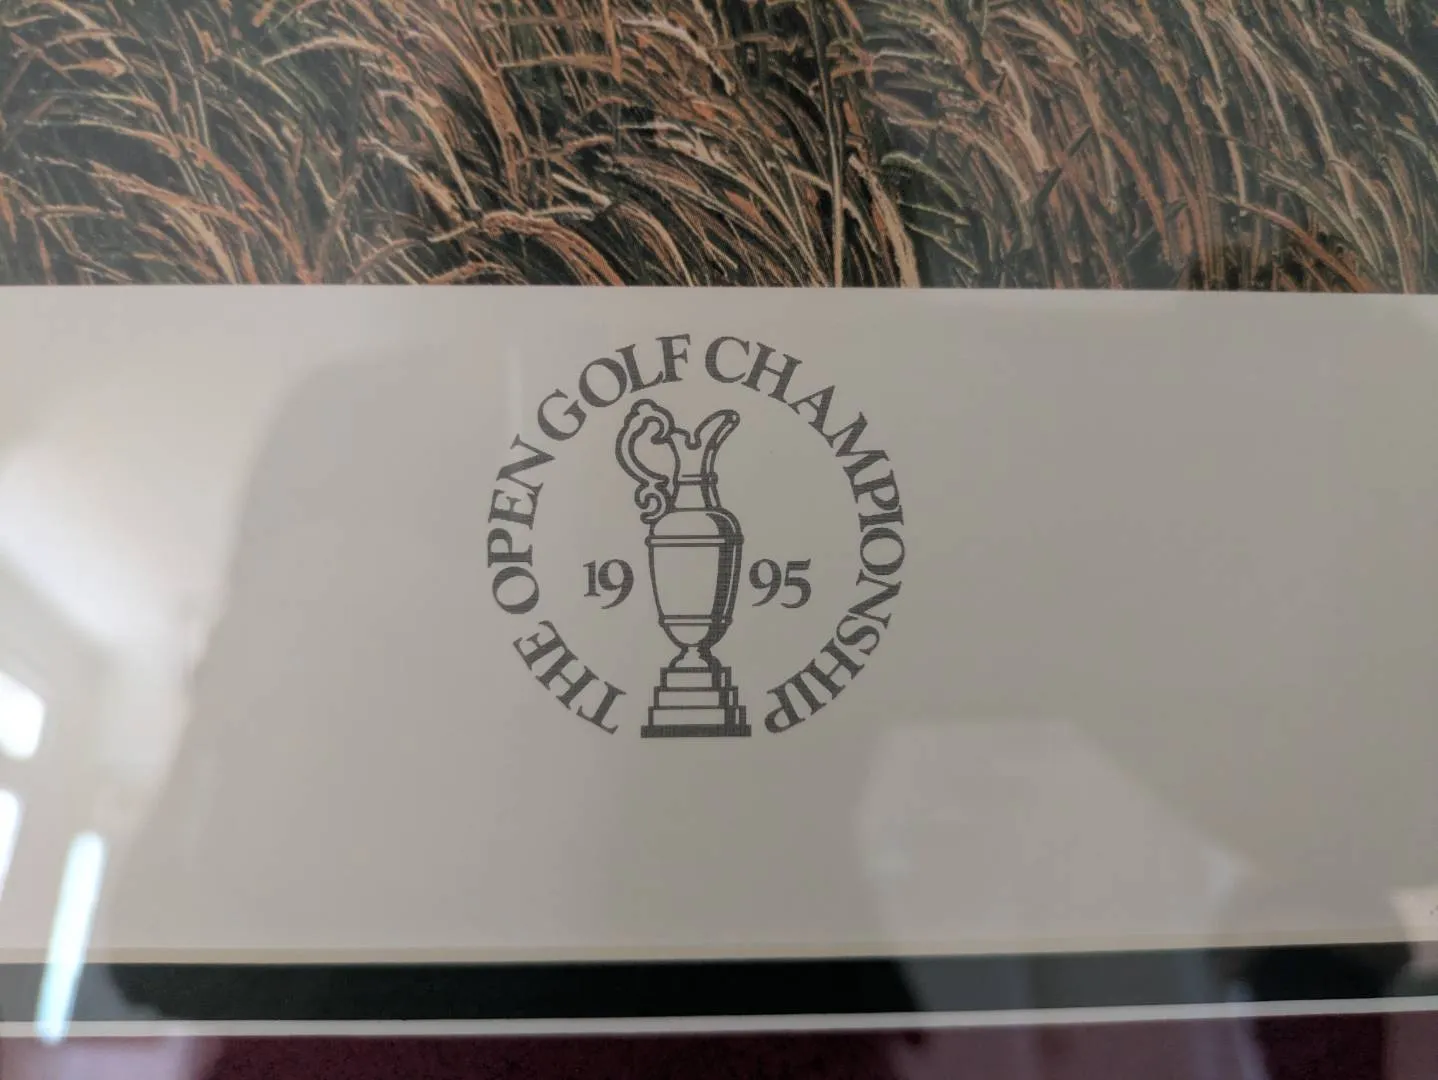 THE OPEN GOLF CHAMPIONSHIP
19 95